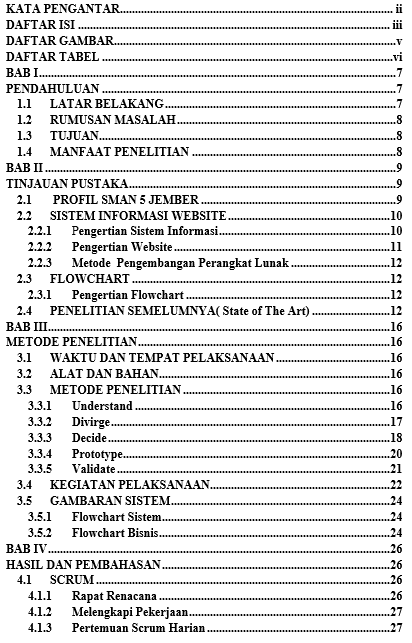 KATA PENGANTAR.......... ii
DAFTAR ISI .......... iii
DAFTAR GAMBAR.......... v
DAFTAR TABEL .......... vi
BAB I.......... 7
PENDAHULUAN .......... 7
1.1 LATAR BELAKANG.......... 7
1.2 RUMUSAN MASALAH.......... 8
1.3 TUJUAN.......... 8
1.4 MANFAAT PENELITIAN .......... 8
BAB II .......... 9
TINJAUAN PUSTAKA.......... 9
2.1 PROFIL SMAN 5 JEMBER .......... 9
2.2 SISTEM INFORMASI WEBSITE .......... 10
2.2.1 Pengertian Sistem Informasi.......... 10
2.2.2 Pengertian Website .......... 11
2.2.3 Metode Pengembangan Perangkat Lunak .......... 12
2.3 FLOWCHART .......... 12
2.3.1 Pengertian Flowchart .......... 12
2.4 PENELITIAN SEMELUMNYA( State of The Art) .......... 12
BAB III.......... 16
METODE PENELITIAN.......... 16
3.1 WAKTU DAN TEMPAT PELAKSANAAN .......... 16
3.2 ALAT DAN BAHAN.......... 16
3.3 METODE PENELITIAN .......... 16
3.3.1 Understand .......... 16
3.3.2 Divirge.......... 17
3.3.3 Decide.......... 18
3.3.4 Prototype.......... 20
3.3.5 Validate .......... 21
3.4 KEGIATAN PELAKSANAAN.......... 22
3.5 GAMBARAN SISTEM.......... 24
3.5.1 Flowchart Sistem.......... 24
3.5.2 Flowchart Bisnis.......... 24
BAB IV.......... 26
HASIL DAN PEMBAHASAN.......... 26
4.1 SCRUM .......... 26
4.1.1 Rapat Renacana .......... 26
4.1.2 Melengkapi Pekerjaan.......... 27
4.1.3 Pertemuan Scrum Harian .......... 27